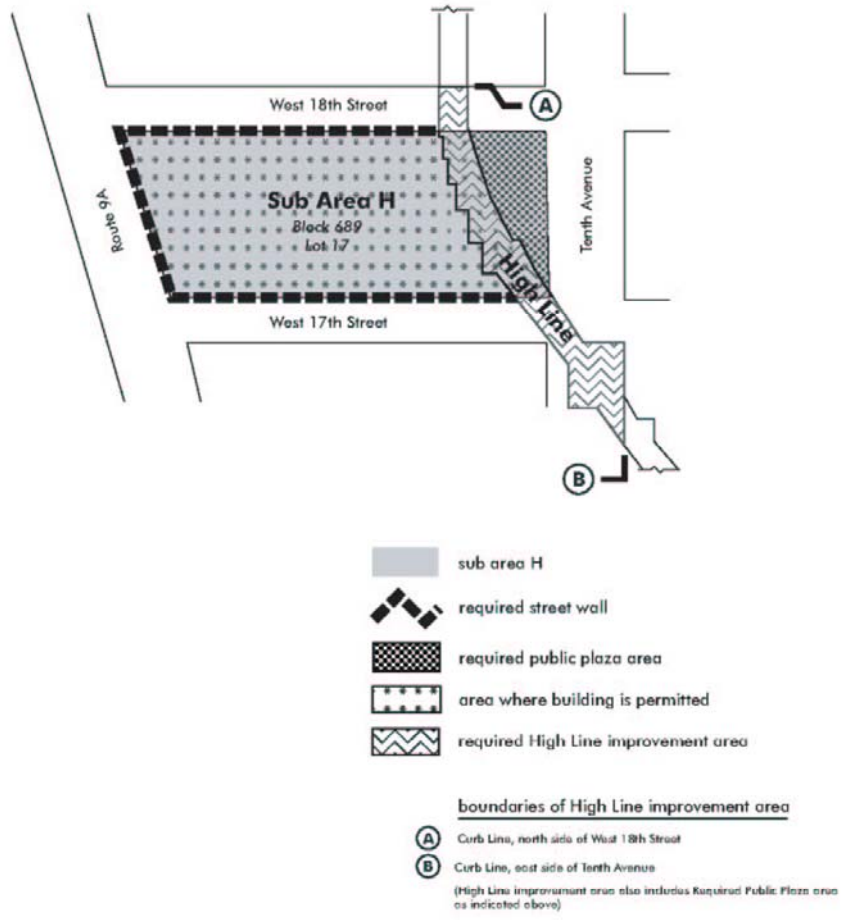 West 18th Street
A
Route 9A
Sub Area H
Block 689
Lot 17
Tenth Avenue
High Line
West 17th Street
B
sub area H
required street wall
required public plaza area
area where building is permitted
required High Line improvement area
boundaries of High Line improvement area
A Curb Line, north side of West 18th Street
B Curb Line, east side of Tenth Avenue
(High Line improvement area also includes Required Public Plaza area
as indicated above)